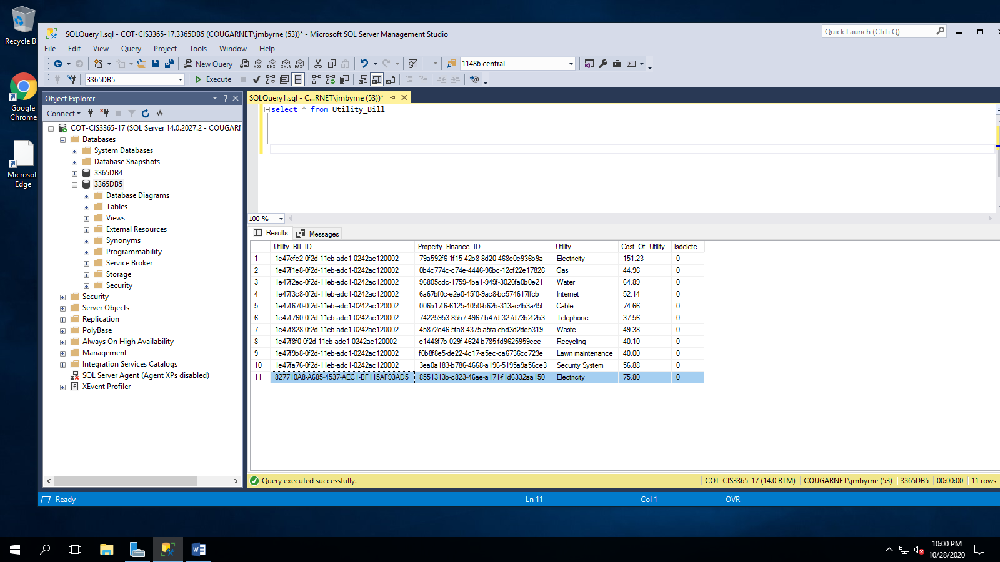 Recycle Bi
Google
Chrome
Microsof
Edge
SQLQuery1.sql - COT-CIS3365-17.3365DB5 (COUGARNET\jmbyrne (53))* - Microsoft SQL Server Management Studio
Quick Launch (Ctrl+Q)
File Edit View Query Project Tools Window Help
New Query MDX DMX XMLA DAX 11486 central
3365DB5 Execute
Object Explorer
Connect
COT-CIS3365-17 (SQL Server 14.0.2027.2 - COUGARN
Databases
System Databases
Database Snapshots
3365DB4
3365DB5
Database Diagrams
Tables
Views
External Resources
Synonyms
Programmability
Service Broker
Storage
Security
Security
Server Objects
Replication
PolyBase
Always On High Availability
Management
Integration Services Catalogs
SQL Server Agent (Agent XPs disabled)
XEvent Profiler
SQLQuery1.sql - C...RNET\jmbyrne (53))*
select * from Utility_Bill
100 %
Results Messages
Utility_Bill_ID Property_Finance_ID Utility Cost_Of_Utility isdelete
1 1e47efc2-0f2d-11eb-adc1-0242ac120002 79a592f6-1f15-42b8-8d20-468c0c936b9a Electricity 151.23 0
2 1e47f1e8-0f2d-11eb-adc1-0242ac120002 0b4c774c-c74e-4446-96bc-12cf22e17826 Gas 44.96 0
3 1e47f2ec-0f2d-11eb-adc1-0242ac120002 96805cdc-1759-4ba1-949f-3026fa0b0e21 Water 64.89 0
4 1e47f3c8-0f2d-11eb-adc1-0242ac120002 6a67bf0c-e2e0-45f0-9ac8-bc574617ffcb Internet 52.14 0
5 1e47f670-0f2d-11eb-adc1-0242ac120002 006b17f6-6125-4050-b62b-313ac4b3a45f Cable 74.66 0
6 1e47f760-0f2d-11eb-adc1-0242ac120002 74225953-85b7-4967-b47d-327d73b2f2b3 Telephone 37.56 0
7 1e47f828-0f2d-11eb-adc1-0242ac120002 45872e46-5fa8-4375-a5fa-cbd3d2de5319 Waste 49.38 0
8 1e47f8f0-0f2d-11eb-adc1-0242ac120002 c1448f7b-029f-4624-b785-fd9625959ece Recycling 40.10 0
9 1e47f9b8-0f2d-11eb-adc1-0242ac120002 f0b8f8e5-de22-4c17-a5ec-ca6736cc723e Lawn maintenance 40.00 0
10 1e47fa76-0f2d-11eb-adc1-0242ac120002 3ea0a183-b786-4668-a196-5195a9a56ce3 Security System 56.88 0
11 827710A8-A685-4537-AEC1-BF115AF93AD5 8551313b-c823-46ae-a171-f1d6332aa150 Electricity 75.80 0
Query executed successfully. COT-CIS3365-17 (14.0 RTM) COUGARNET\jmbyrne (53) 3365DB5 00:00:00 11 rows
Ready Ln 11 Col 1 OVR
10:00 PM
10/28/2020